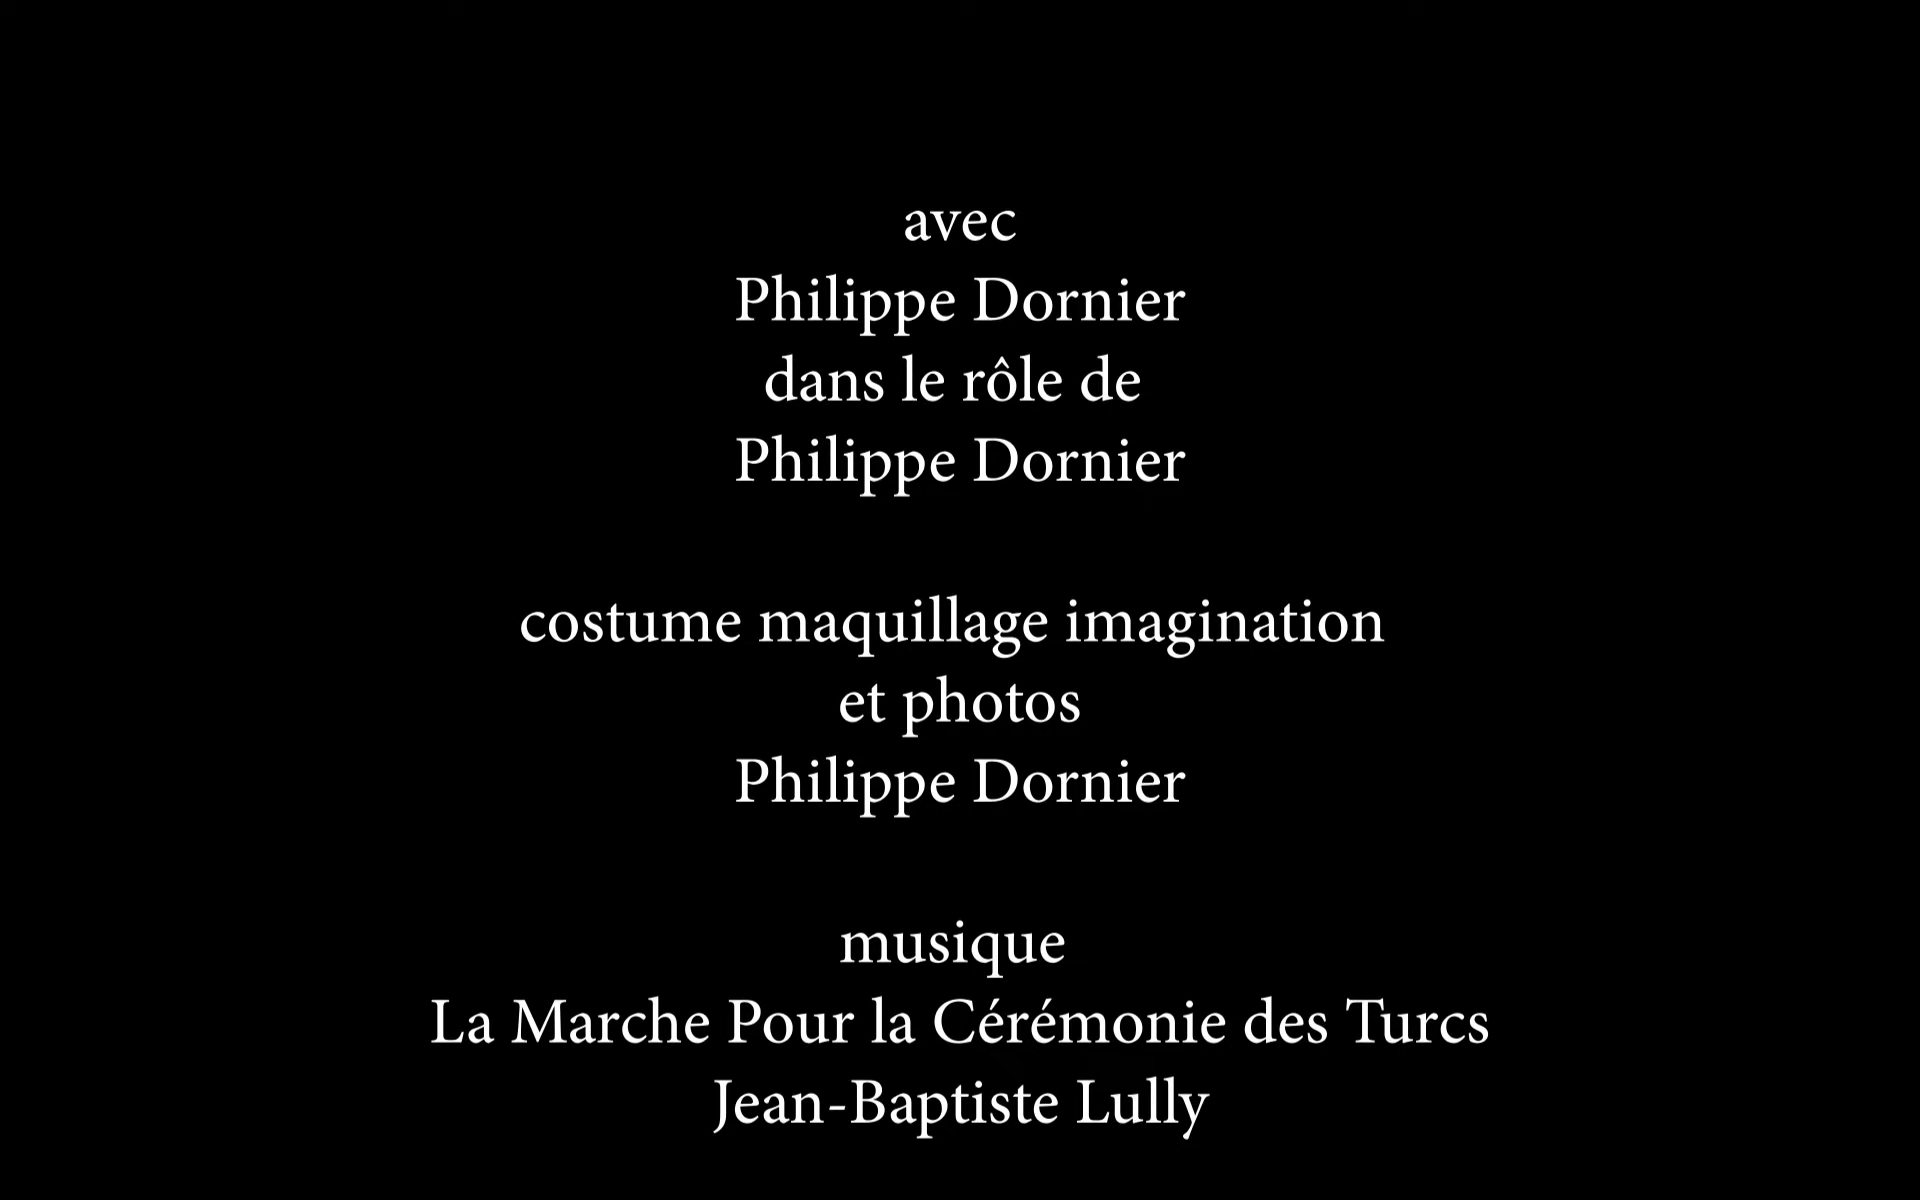 avec
Philippe Dornier
dans le rôle de
Philippe Dornier
costume maquillage imagination
et photos
Philippe Dornier
musique
La Marche Pour la Cérémonie des Turcs
Jean-Baptiste Lully